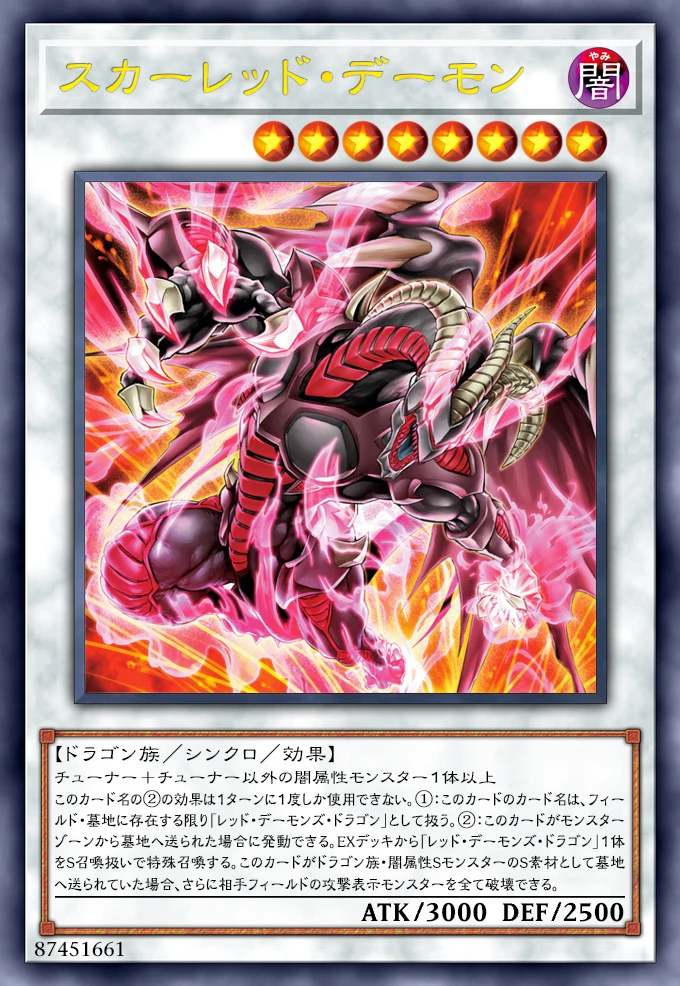 スカーレッド・デーモン
やみ
闇
【ドラゴン族／シンクロ／効果】
チューナー＋チューナー以外の闇属性モンスター１体以上
このカード名の②の効果は１ターンに１度しか使用できない。①：このカードのカード名は、フィー
ルド・墓地に存在する限り「レッド・デーモンズ・ドラゴン」として扱う。②：このカードがモンスター
ゾーンから墓地へ送られた場合に発動できる。EXデッキから「レッド・デーモンズ・ドラゴン」１体
をS召喚扱いで特殊召喚する。このカードがドラゴン族・闇属性SモンスターのS素材として墓地
へ送られていた場合、さらに相手フィールドの攻撃表示モンスターを全て破壊できる。
ATK/3000 DEF/2500
87451661